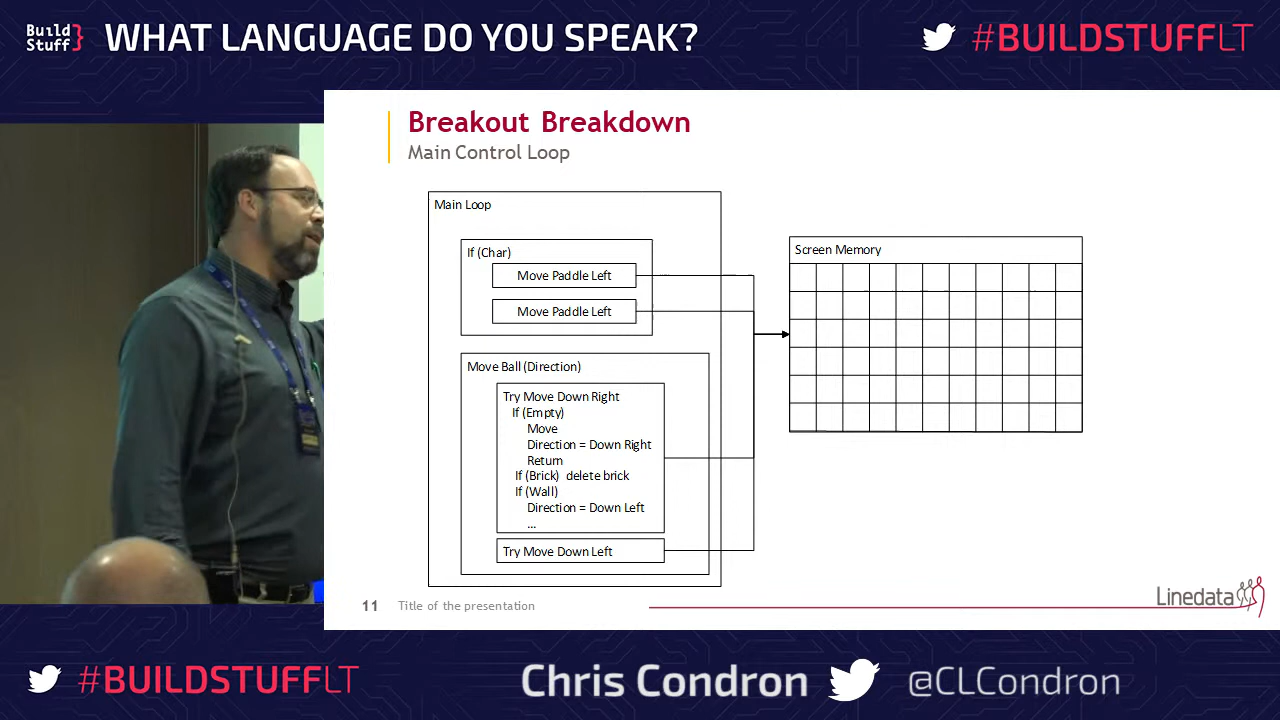 Build
Stuff} WHAT LANGUAGE DO YOU SPEAK?
#BUILDSTUFFLT
Breakout Breakdown
Main Control Loop
Main Loop
If (Char)
Move Paddle Left
Move Paddle Left
Move Ball (Direction)
Try Move Down Right
If (Empty)
Move
Direction = Down Right
Return
If (Brick) delete brick
If (Wall)
Direction = Down Left
...
Try Move Down Left
Screen Memory
11 Title of the presentation
Linedata
#BUILDSTUFFLT
Chris Condron
@CLCondron